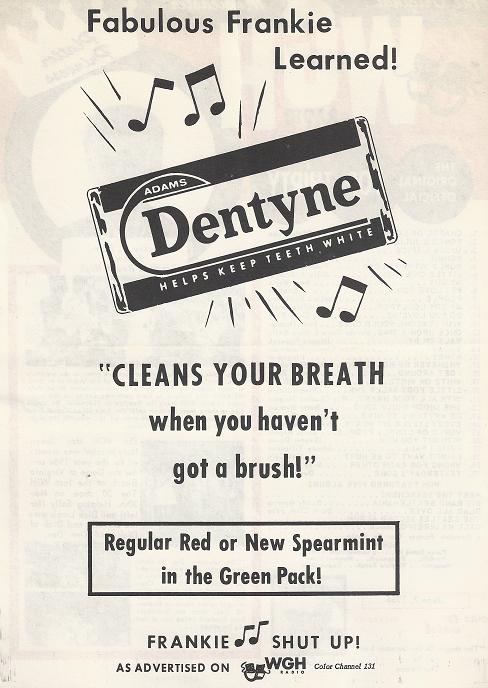 Fabulous Frankie
Learned!
ADAMS
Dentyne
HELPS KEEP TEETH WHITE
"CLEANS YOUR BREATH
when you haven't
got a brush!"
Regular Red or New Spearmint
in the Green Pack!
FRANKIE SHUT UP!
AS ADVERTISED ON WGH RADIO Color Channel 131